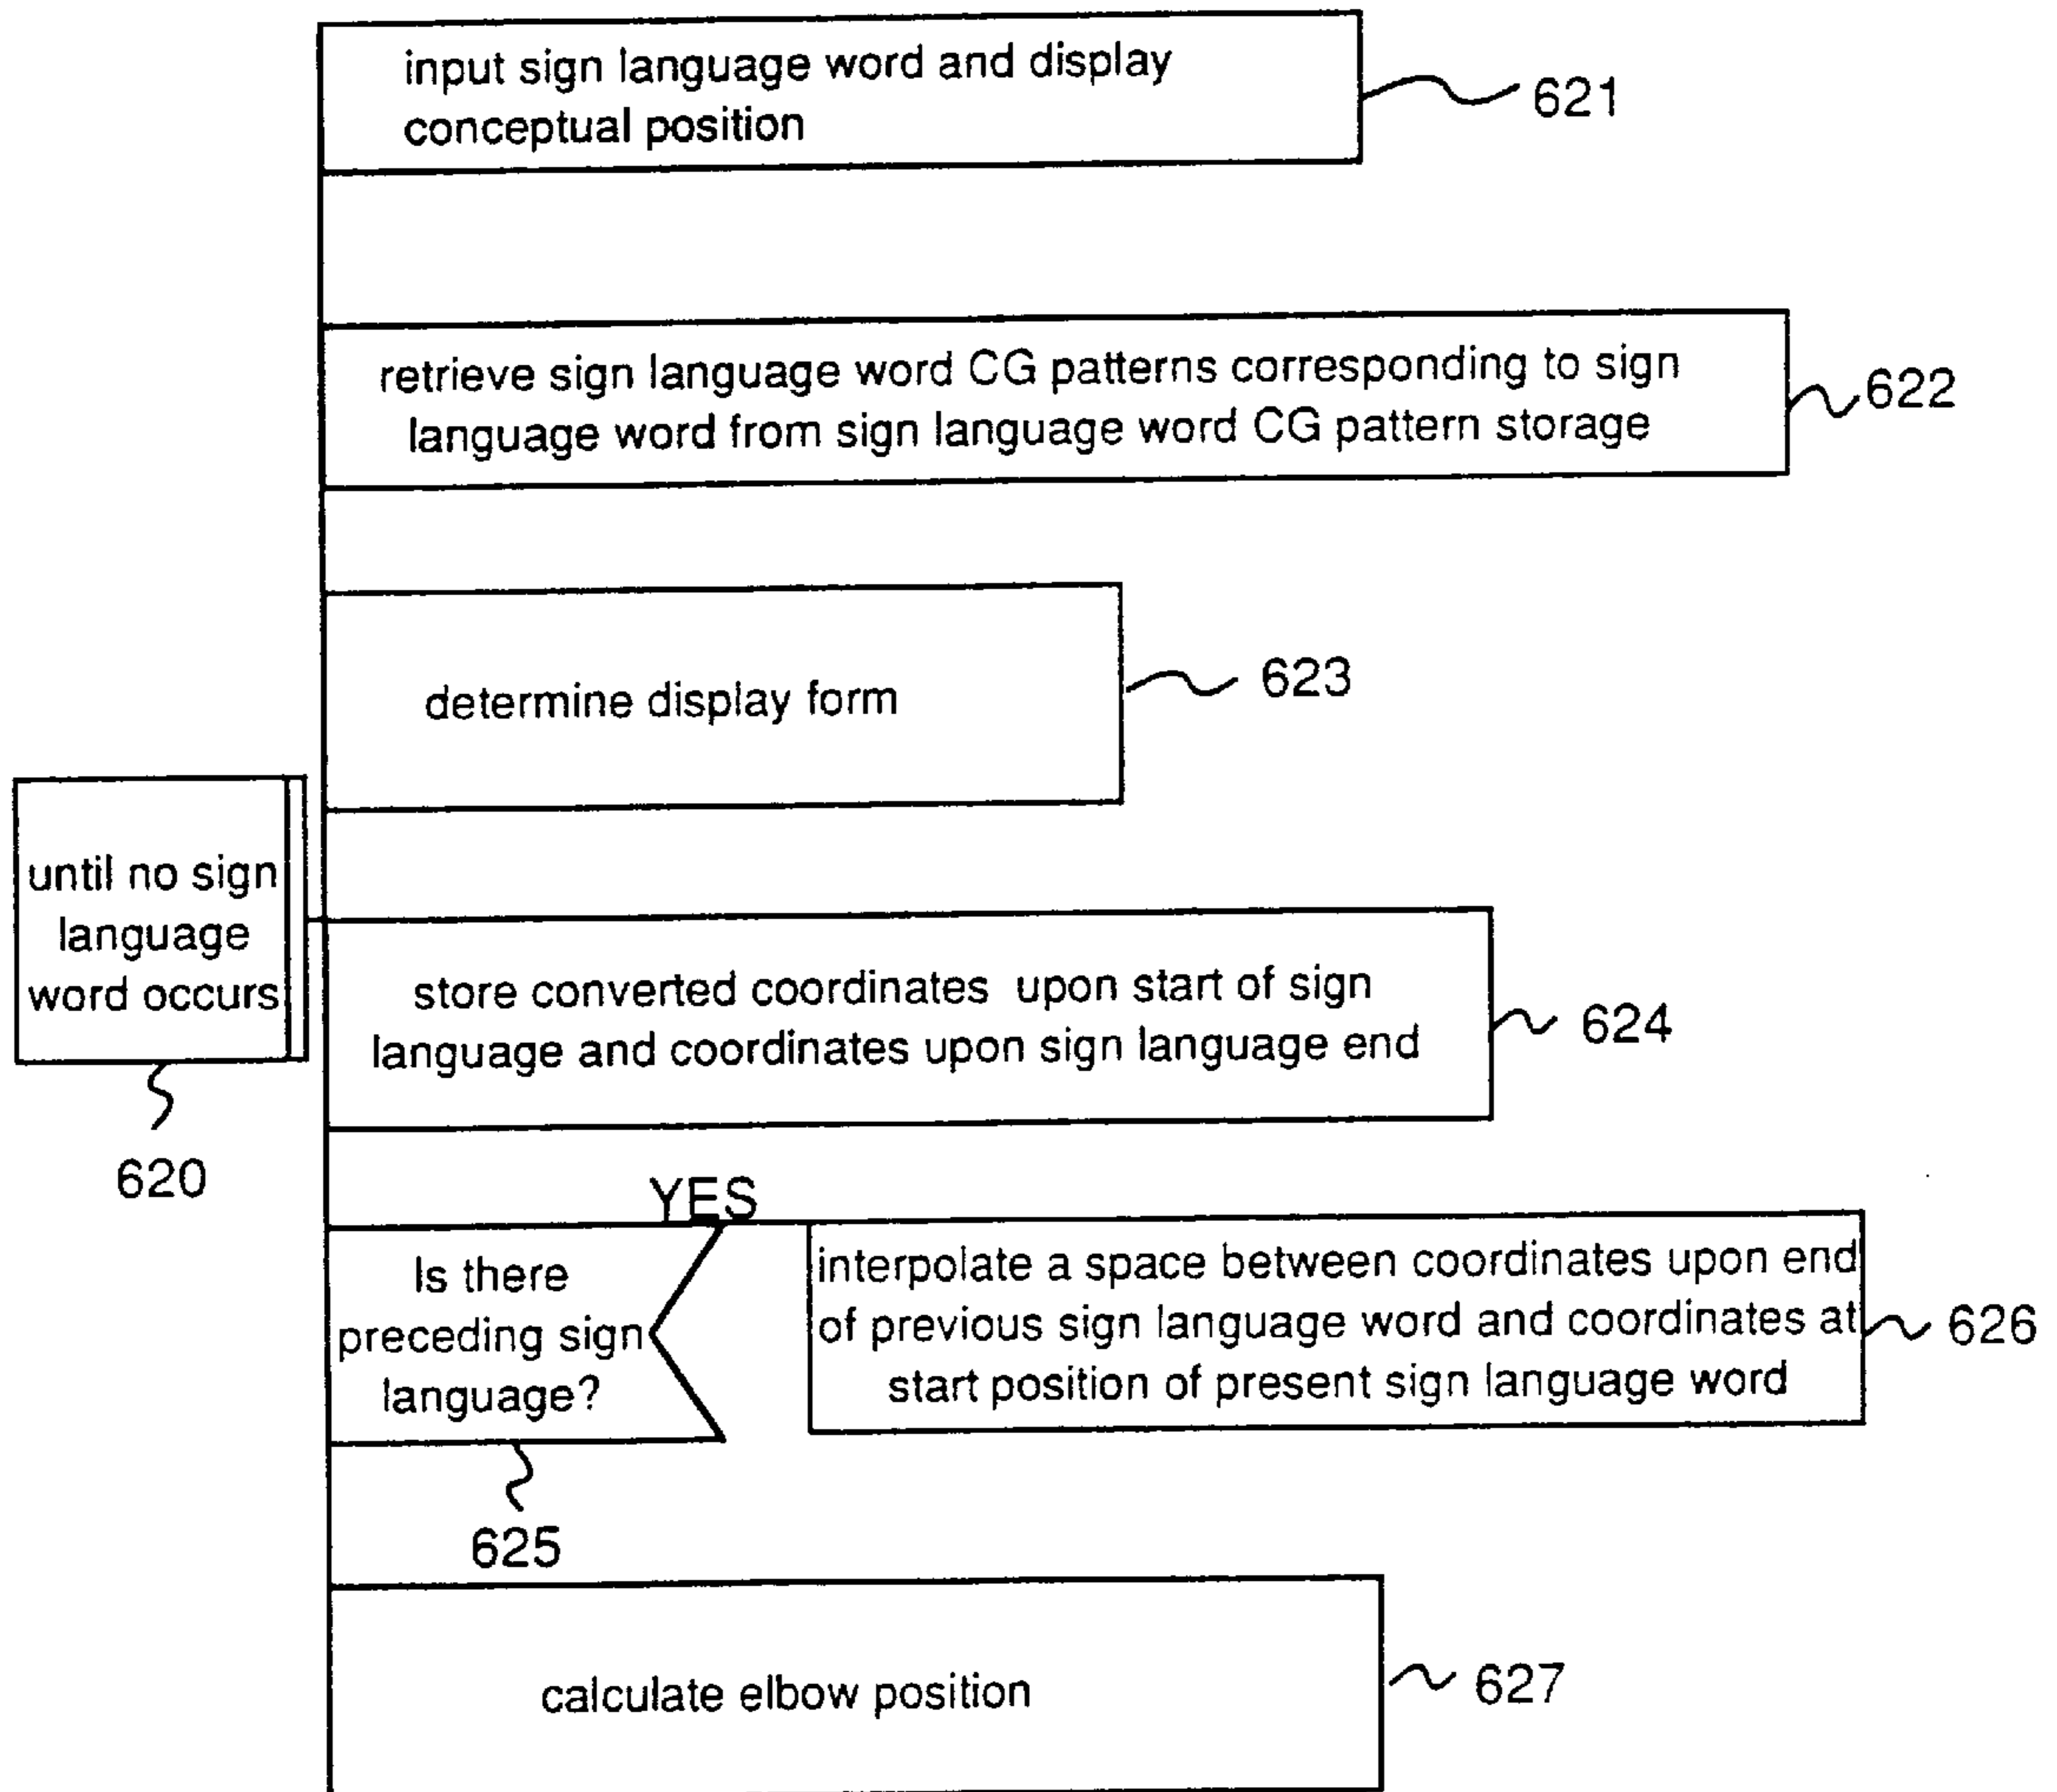 input sign language word and display
conceptual position
621
retrieve sign language word CG patterns corresponding to sign
language word from sign language word CG pattern storage
622
determine display form
623
until no sign
language
word occurs
620
store converted coordinates upon start of sign
language and coordinates upon sign language end
624
YES
Is there
preceding sign
language?
625
interpolate a space between coordinates upon end
of previous sign language word and coordinates at
start position of present sign language word
626
calculate elbow position
627